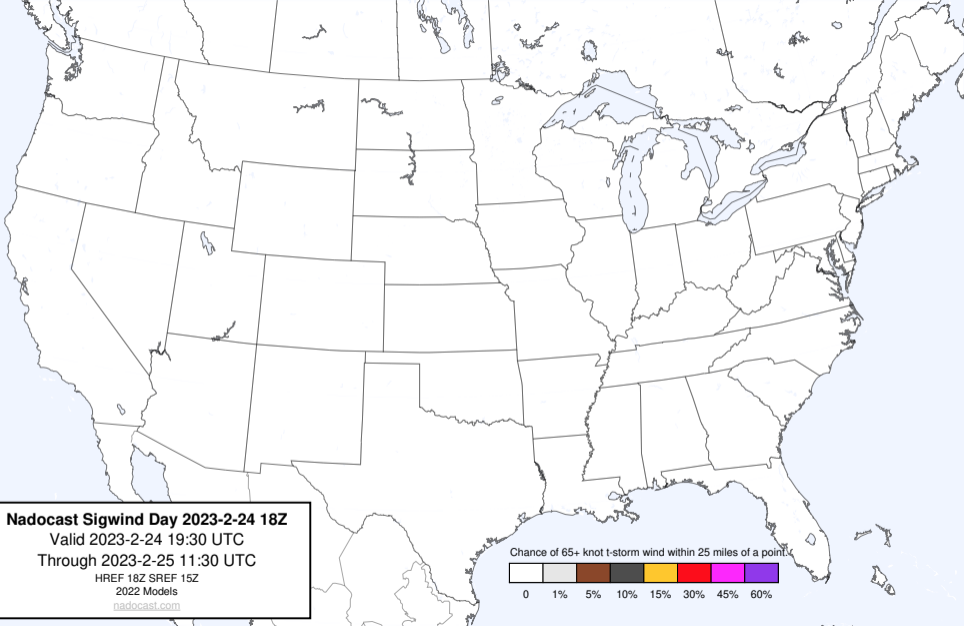 Nadocast Sigwind Day 2023-2-24 18Z
Valid 2023-2-24 19:30 UTC
Through 2023-2-25 11:30 UTC
HREF 18Z SREF 15Z
2022 Models
nadocast.com
Chance of 65+ knot t-storm wind within 25 miles of a point.
0 1% 5% 10% 15% 30% 45% 60%